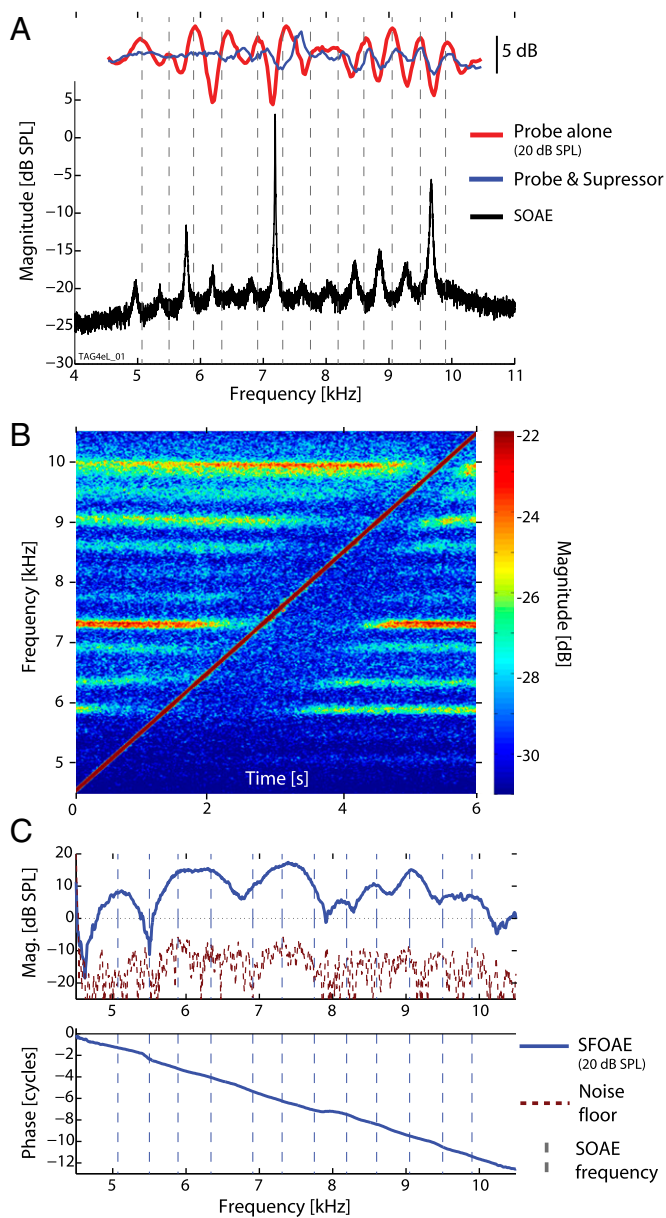 A
5 dB
Magnitude [dB SPL]
5
0
−5
−10
−15
−20
−25
−30
Probe alone
(20 dB SPL)
Probe & Supressor
SOAE
TAG4eL_01
4 5 6 7 8 9 10 11
Frequency [kHz]
B
Frequency [kHz]
10
9
8
7
6
5
Time [s]
0 2 4 6
-22
-24
-26
-28
-30
Magnitude [dB]
C
Mag. [dB SPL]
20
10
0
−10
−20
5 6 7 8 9 10
Phase [cycles]
0
−2
−4
−6
−8
−10
−12
5 6 7 8 9 10
Frequency [kHz]
SFOAE
(20 dB SPL)
Noise
floor
SOAE
frequency